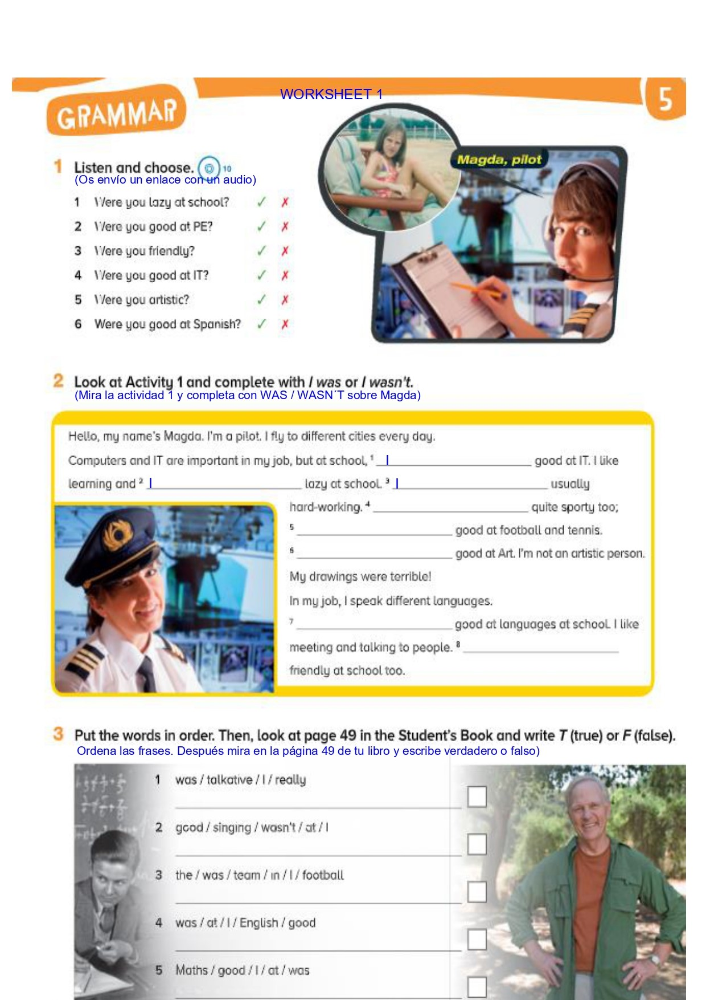 WORKSHEET 1
GRAMMAR
5
Magda, pilot
1 Listen and choose. 10
(Os envío un enlace con un audio)
1 Were you lazy at school? ✓ ✗
2 Were you good at PE? ✓ ✗
3 Were you friendly? ✓ ✗
4 Were you good at IT? ✓ ✗
5 Were you artistic? ✓ ✗
6 Were you good at Spanish? ✓ ✗
2 Look at Activity 1 and complete with I was or I wasn't.
(Mira la actividad 1 y completa con WAS / WASN´T sobre Magda)
Hello, my name's Magda. I'm a pilot. I fly to different cities every day.
Computers and IT are important in my job, but at school, 1 I good at IT. I like
learning and 2 I lazy at school. 3 I usually
hard-working. 4 quite sporty too;
5 good at football and tennis.
6 good at Art. I'm not an artistic person.
My drawings were terrible!
In my job, I speak different languages.
7 good at languages at school. I like
meeting and talking to people. 8
friendly at school too.
3 Put the words in order. Then, look at page 49 in the Student's Book and write T (true) or F (false).
Ordena las frases. Después mira en la página 49 de tu libro y escribe verdadero o falso)
1 was / talkative / I / really
2 good / singing / wasn't / at / I
3 the / was / team / in / I / football
4 was / at / I / English / good
5 Maths / good / I / at / was